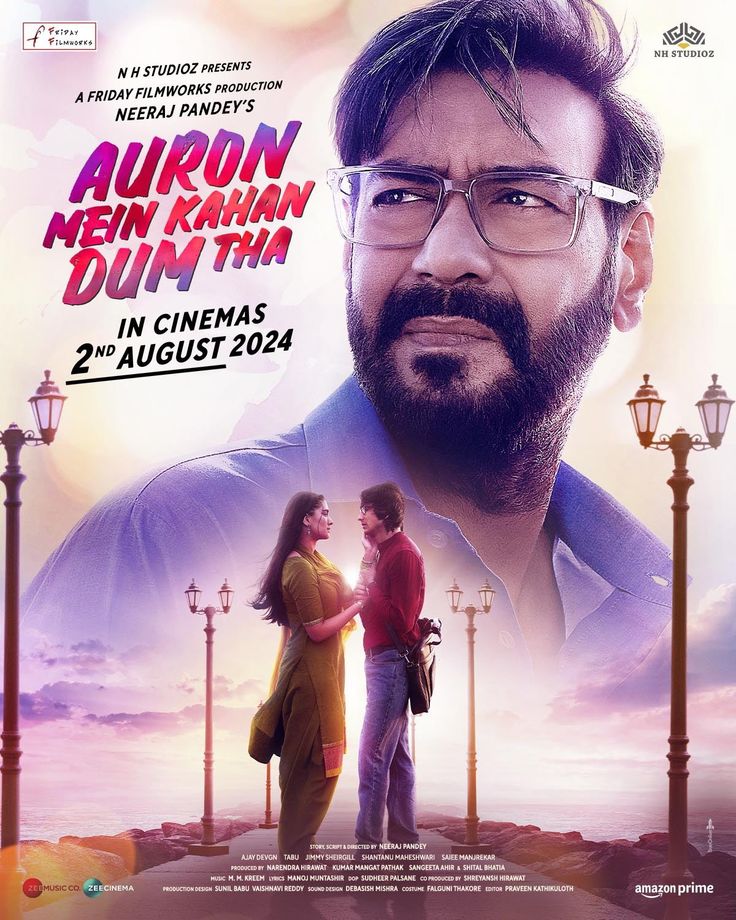 f FRIDAY
FILMWORKS
NH STUDIOZ
N H STUDIOZ PRESENTS
A FRIDAY FILMWORKS PRODUCTION
NEERAJ PANDEY'S
AURON
MEIN KAHAN
DUM THA
IN CINEMAS
2ND AUGUST 2024
STORY, SCRIPT & DIRECTED BY NEERAJ PANDEY
AJAY DEVGN TABU JIMMY SHEIRGILL SHANTANU MAHESHWARI SAIEE MANJREKAR
PRODUCED BY NARENDRA HIRAWAT KUMAR MANGAT PATHAK SANGEETA AHIR & SHITAL BHATIA
MUSIC M. M. KREEM LYRICS MANOJ MUNTASHIR DOP SUDHEER PALSANE CO PRODUCED BY SHREYANSH HIRAWAT
PRODUCTION DESIGN SUNIL BABU VAISHNAVI REDDY SOUND DESIGN DEBASISH MISHRA COSTUME FALGUNI THAKORE EDITOR PRAVEEN KATHIKULOTH
ZEE MUSIC CO. ZEE CINEMA
amazon prime